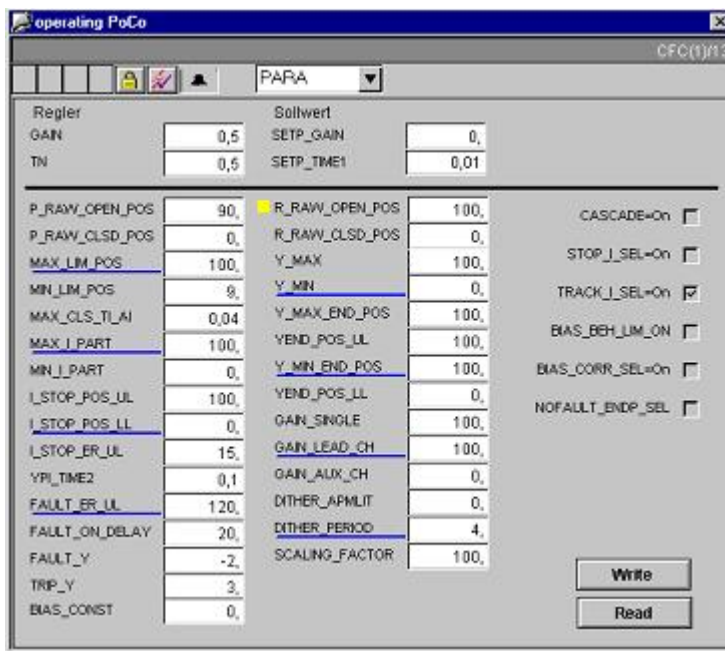 operating PoCo
CFC(1)/13
PARA
Regler Sollwert
GAIN 0,5 SETP_GAIN 0,
TN 0,5 SETP_TIME1 0,01
P_RAW_OPEN_POS 90, R_RAW_OPEN_POS 100,
P_RAW_CLSD_POS 0, R_RAW_CLSD_POS 0,
MAX_LIM_POS 100, Y_MAX 100,
MIN_LIM_POS 9, Y_MIN 0,
MAX_CLS_TI_AI 0,04 Y_MAX_END_POS 100,
MAX_I_PART 100, YEND_POS_UL 100,
MIN_I_PART 0, Y_MIN_END_POS 100,
I_STOP_POS_UL 100, YEND_POS_LL 0,
I_STOP_POS_LL 0, GAIN_SINGLE 100,
I_STOP_ER_UL 15, GAIN_LEAD_CH 100,
YPI_TIME2 0,1 GAIN_AUX_CH 0,
FAULT_ER_UL 120, DITHER_APMLIT 0,
FAULT_ON_DELAY 20, DITHER_PERIOD 4,
FAULT_Y -2, SCALING_FACTOR 100,
TRIP_Y 3,
BIAS_CONST 0,
CASCADE=On
STOP_I_SEL=On
TRACK_I_SEL=On
BIAS_BEH_LIM_ON
BIAS_CORR_SEL=On
NOFAULT_ENDP_SEL
Write
Read